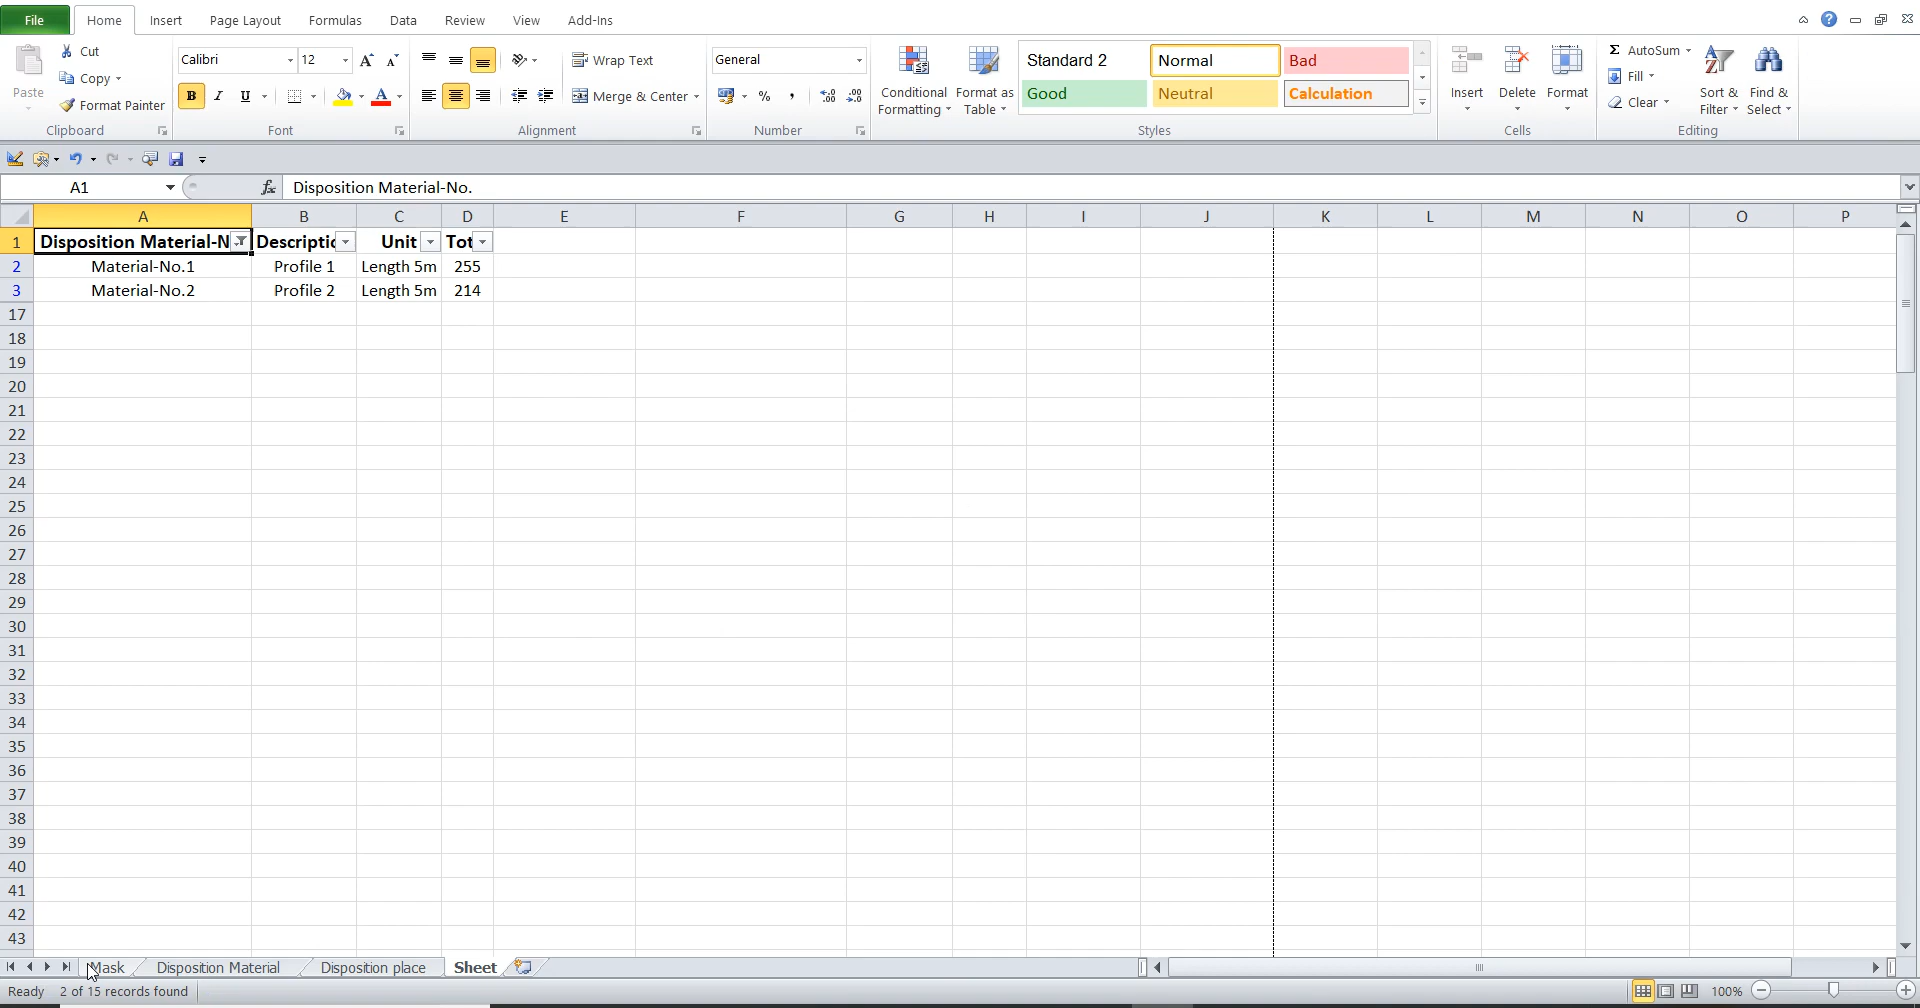 File Home Insert Page Layout Formulas Data Review View Add-Ins
Paste Cut Copy Format Painter Clipboard
Calibri 12 B I U Font
Wrap Text Merge & Center Alignment
General % , Number
Conditional Formatting Format as Table
Standard 2 Normal Bad
Good Neutral Calculation
Styles
Insert Delete Format Cells
Σ AutoSum Fill Clear Sort & Filter Find & Select Editing
A1 fx Disposition Material-No.
A B C D E F G H I J K L M N O P
1 Disposition Material-N Descriptic Unit Tot
2 Material-No.1 Profile 1 Length 5m 255
3 Material-No.2 Profile 2 Length 5m 214
17
18
19
20
21
22
23
24
25
26
27
28
29
30
31
32
33
34
35
36
37
38
39
40
41
42
43
Mask Disposition Material Disposition place Sheet
Ready 2 of 15 records found 100%